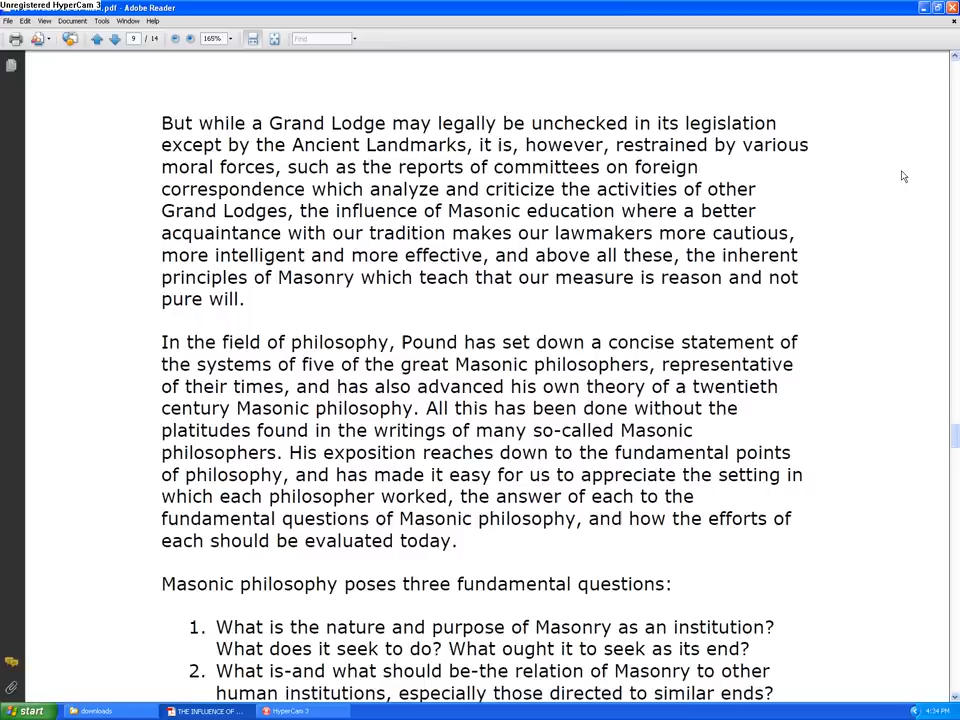 Unregistered HyperCam 3
.pdf - Adobe Reader
File Edit View Document Tools Window Help
9 / 14 165% Find
But while a Grand Lodge may legally be unchecked in its legislation
except by the Ancient Landmarks, it is, however, restrained by various
moral forces, such as the reports of committees on foreign
correspondence which analyze and criticize the activities of other
Grand Lodges, the influence of Masonic education where a better
acquaintance with our tradition makes our lawmakers more cautious,
more intelligent and more effective, and above all these, the inherent
principles of Masonry which teach that our measure is reason and not
pure will.
In the field of philosophy, Pound has set down a concise statement of
the systems of five of the great Masonic philosophers, representative
of their times, and has also advanced his own theory of a twentieth
century Masonic philosophy. All this has been done without the
platitudes found in the writings of many so-called Masonic
philosophers. His exposition reaches down to the fundamental points
of philosophy, and has made it easy for us to appreciate the setting in
which each philosopher worked, the answer of each to the
fundamental questions of Masonic philosophy, and how the efforts of
each should be evaluated today.
Masonic philosophy poses three fundamental questions:
1. What is the nature and purpose of Masonry as an institution?
What does it seek to do? What ought it to seek as its end?
2. What is-and what should be-the relation of Masonry to other
human institutions, especially those directed to similar ends?
start downloads THE INFLUENCE OF ... HyperCam 3 4:34 PM